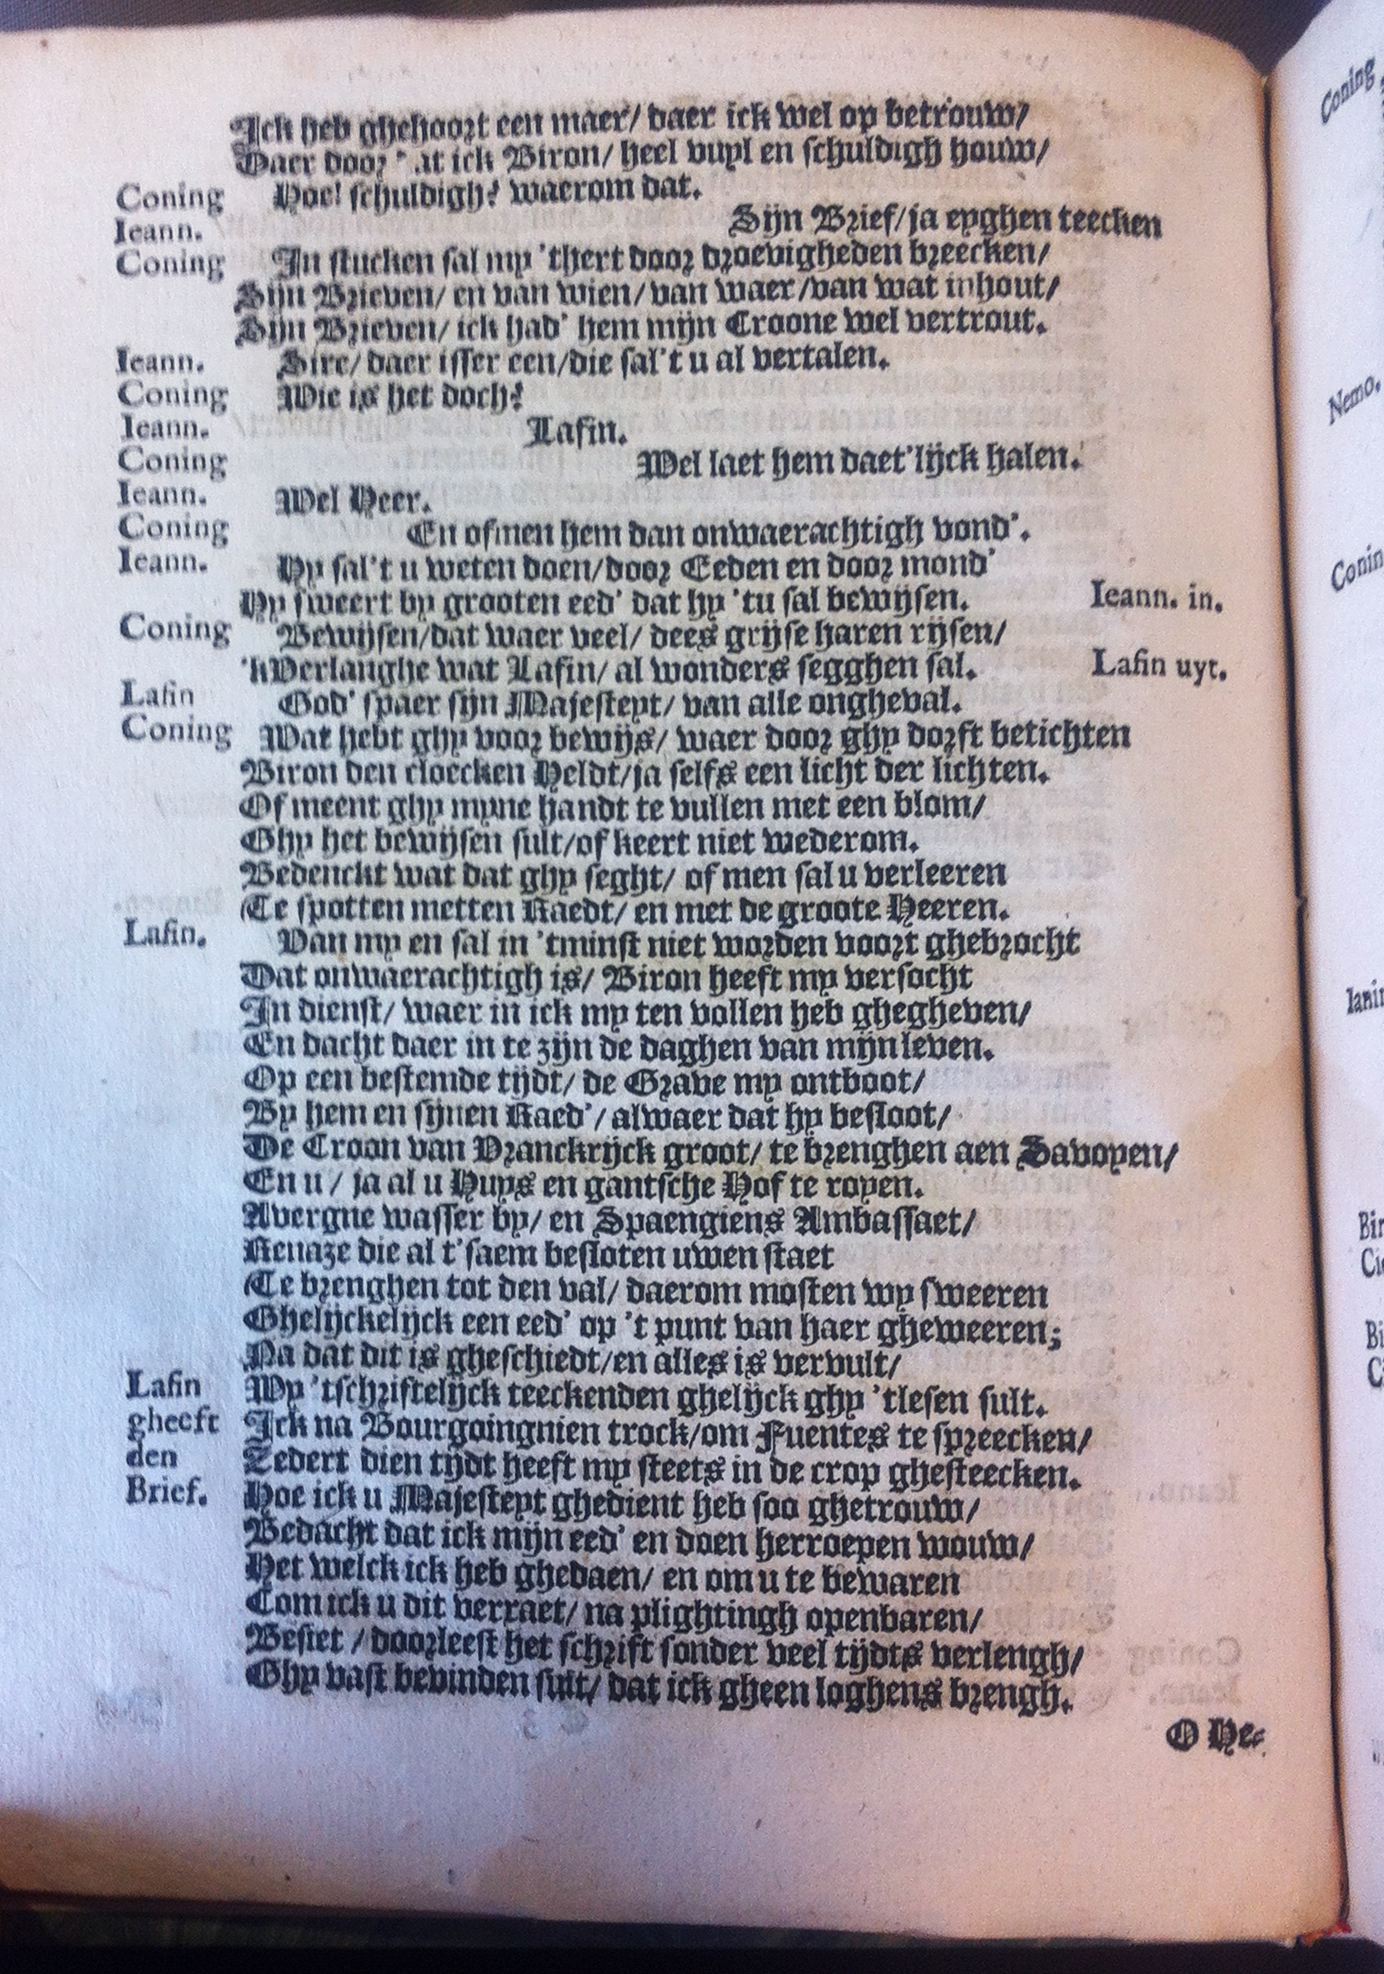 Ick heb ghehoort een maer/ daer ick wel op betrouw/
Daer door dat ick Biron/ heel vuyl en schuldigh houw/
Coning Hoe! schuldigh? waerom dat.
Ieann. Sijn Brief/ja eyghen teecken
Coning In stucken sal my 'thert door droevigheden breecken/
Sijn Brieven/ en van wien/ van waer/van wat inhout/
Sijn Brieven/ ick had' hem mijn Croone wel vertrout.
Ieann. Sire/ daer isser een/die sal't u al vertalen.
Coning Wie is het doch?
Ieann. Lafin.
Coning Wel laet hem daet'lijck halen.
Ieann. Wel Heer.
Coning En ofmen hem dan onwaerachtigh vond'.
Ieann. Hy sal't u weten doen/door Eeden en door mond'
Hy sweert by grooten eed' dat hy 'tu sal bewijsen. Ieann. in.
Coning Bewijsen/dat waer veel/ dees grijse haren rijsen/
'kVerlanghe wat Lafin/ al wonders segghen sal. Lafin uyt.
Lafin God' spaer sijn Majesteyt/ van alle ongheval.
Coning Wat hebt ghy voor bewijs/ waer door ghy dorft betichten
Biron den cloecken Heldt/ja selfs een licht der lichten.
Of meent ghy myne handt te vullen met een blom/
Ghy het bewijsen sult/of keert niet wederom.
Bedenckt wat dat ghy seght/ of men sal u verleeren
Te spotten metten Raedt/ en met de groote Heeren.
Lafin. Van my en sal in 'tminst niet worden voort ghebrocht
Dat onwaerachtigh is/ Biron heeft my versocht
In dienst/ waer in ick my ten vollen heb ghegheven/
En dacht daer in te zijn de daghen van mijn leven.
Op een bestemde tijdt/ de Grave my ontboot/
By hem en sijnen Raed'/ alwaer dat hy besloot/
De Croon van Vranckrijck groot/ te brenghen aen Savoyen/
En u/ ja al u Huys en gantsche Hof te royen.
Avergne wasser by/ en Spaengiens Ambassaet/
Renaze die al t'saem besloten uwen staet
Te brenghen tot den val/ daerom mosten wy sweeren
Ghelijckelijck een eed' op 't punt van haer gheweeren;
Na dat dit is gheschiedt/en alles is vervult/
Lafin Wy 'tschriftelijck teeckenden ghelijck ghy 'tlesen sult.
gheeft Ick na Bourgoingnien trock/om Fuentes te spreecken/
den Zedert dien tijdt heeft my steets in de crop ghesteecken.
Brief. Hoe ick u Majesteyt ghedient heb soo ghetrouw/
Bedacht dat ick mijn eed' en doen herroepen wouw/
Het welck ick heb ghedaen/ en om u te bewaren
Com ick u dit verraet/ na plightingh openbaren/
Besiet / doorleest het schrift sonder veel tijdts verlengh/
Ghy vast bevinden sult/ dat ick gheen loghens brengh.
O He-
Coning
Nemo.
Bir
Bi